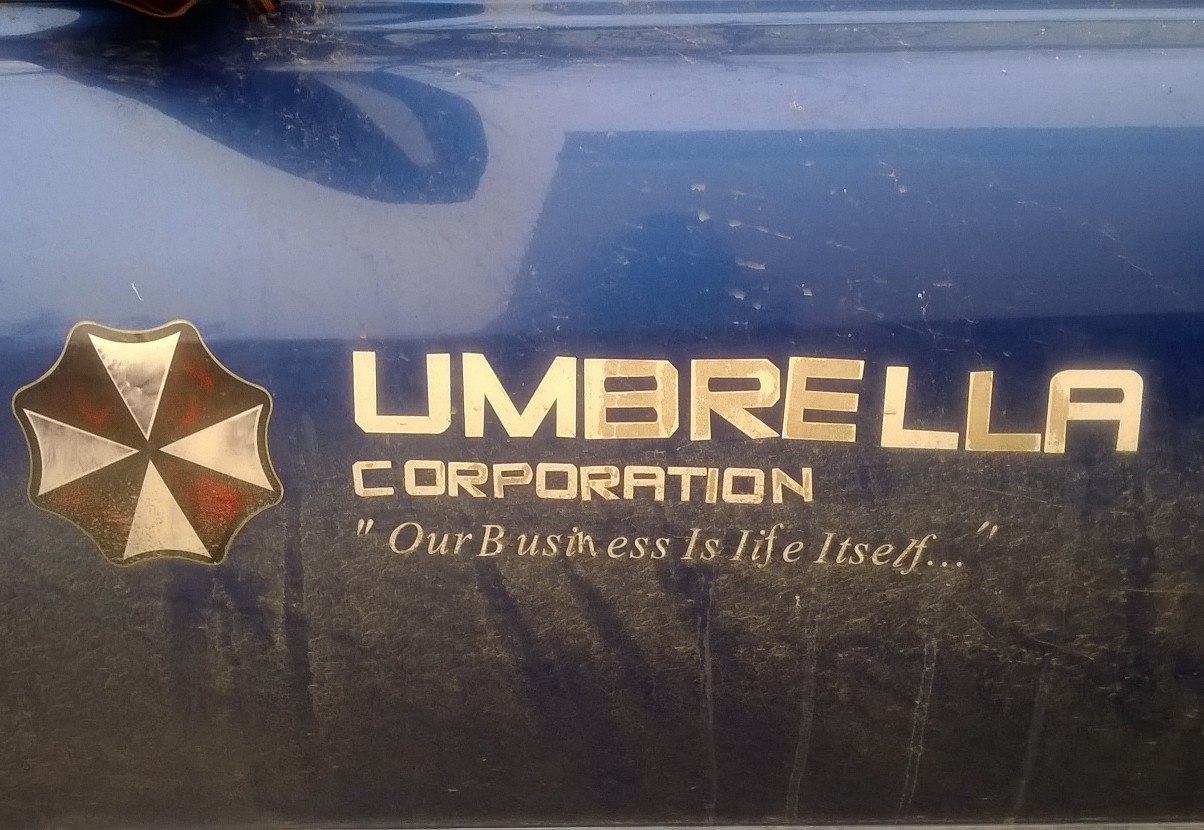 UMBRELLA
CORPORATION
"Our Business Is life Itself..."